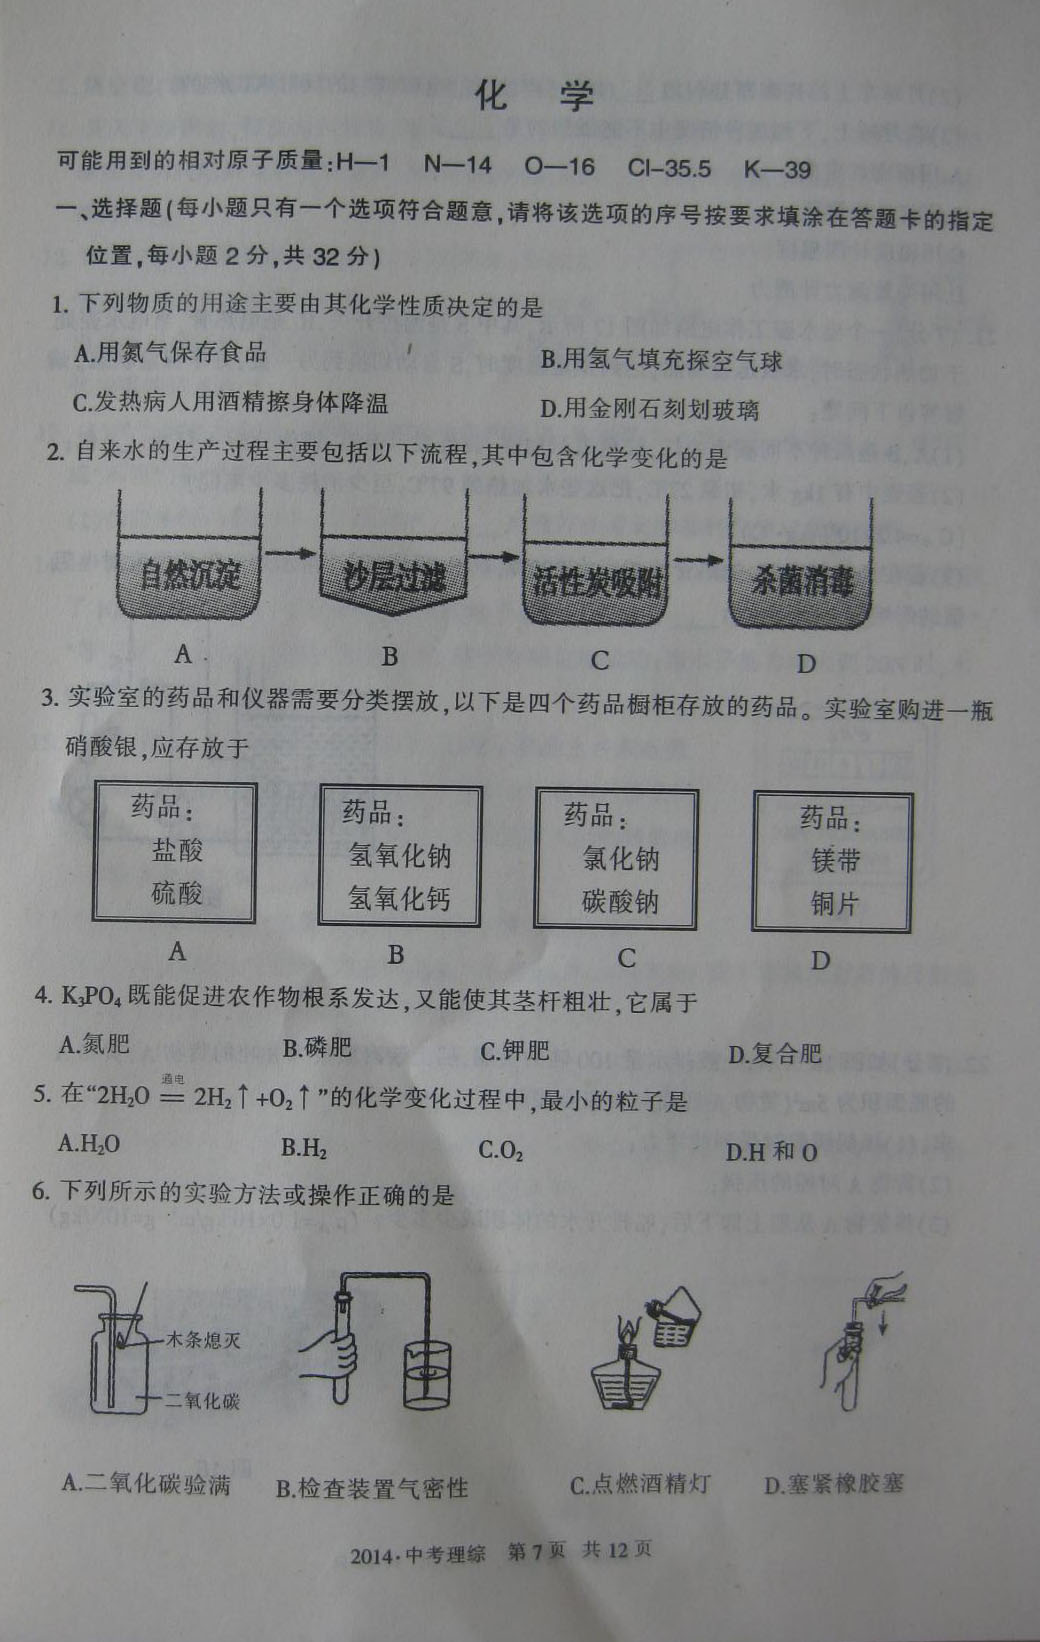 化 学
可能用到的相对原子质量:H—1 N—14 O—16 Cl-35.5 K—39
一、选择题(每小题只有一个选项符合题意,请将该选项的序号按要求填涂在答题卡的指定
位置,每小题2分,共32分)
1. 下列物质的用途主要由其化学性质决定的是
A.用氮气保存食品 B.用氢气填充探空气球
C.发热病人用酒精擦身体降温 D.用金刚石刻划玻璃
2. 自来水的生产过程主要包括以下流程,其中包含化学变化的是
自然沉淀 沙层过滤 活性炭吸附 杀菌消毒
A B C D
3. 实验室的药品和仪器需要分类摆放,以下是四个药品橱柜存放的药品。实验室购进一瓶
硝酸银,应存放于
药品: 药品: 药品: 药品:
盐酸 氢氧化钠 氯化钠 镁带
硫酸 氢氧化钙 碳酸钠 铜片
A B C D
4. K₃PO₄ 既能促进农作物根系发达,又能使其茎杆粗壮,它属于
A.氮肥 B.磷肥 C.钾肥 D.复合肥
5. 在“2H₂O 通电══ 2H₂↑+O₂↑”的化学变化过程中,最小的粒子是
A.H₂O B.H₂ C.O₂ D.H 和 O
6. 下列所示的实验方法或操作正确的是
木条熄灭
二氧化碳
A.二氧化碳验满 B.检查装置气密性 C.点燃酒精灯 D.塞紧橡胶塞
2014·中考理综 第7页 共12页